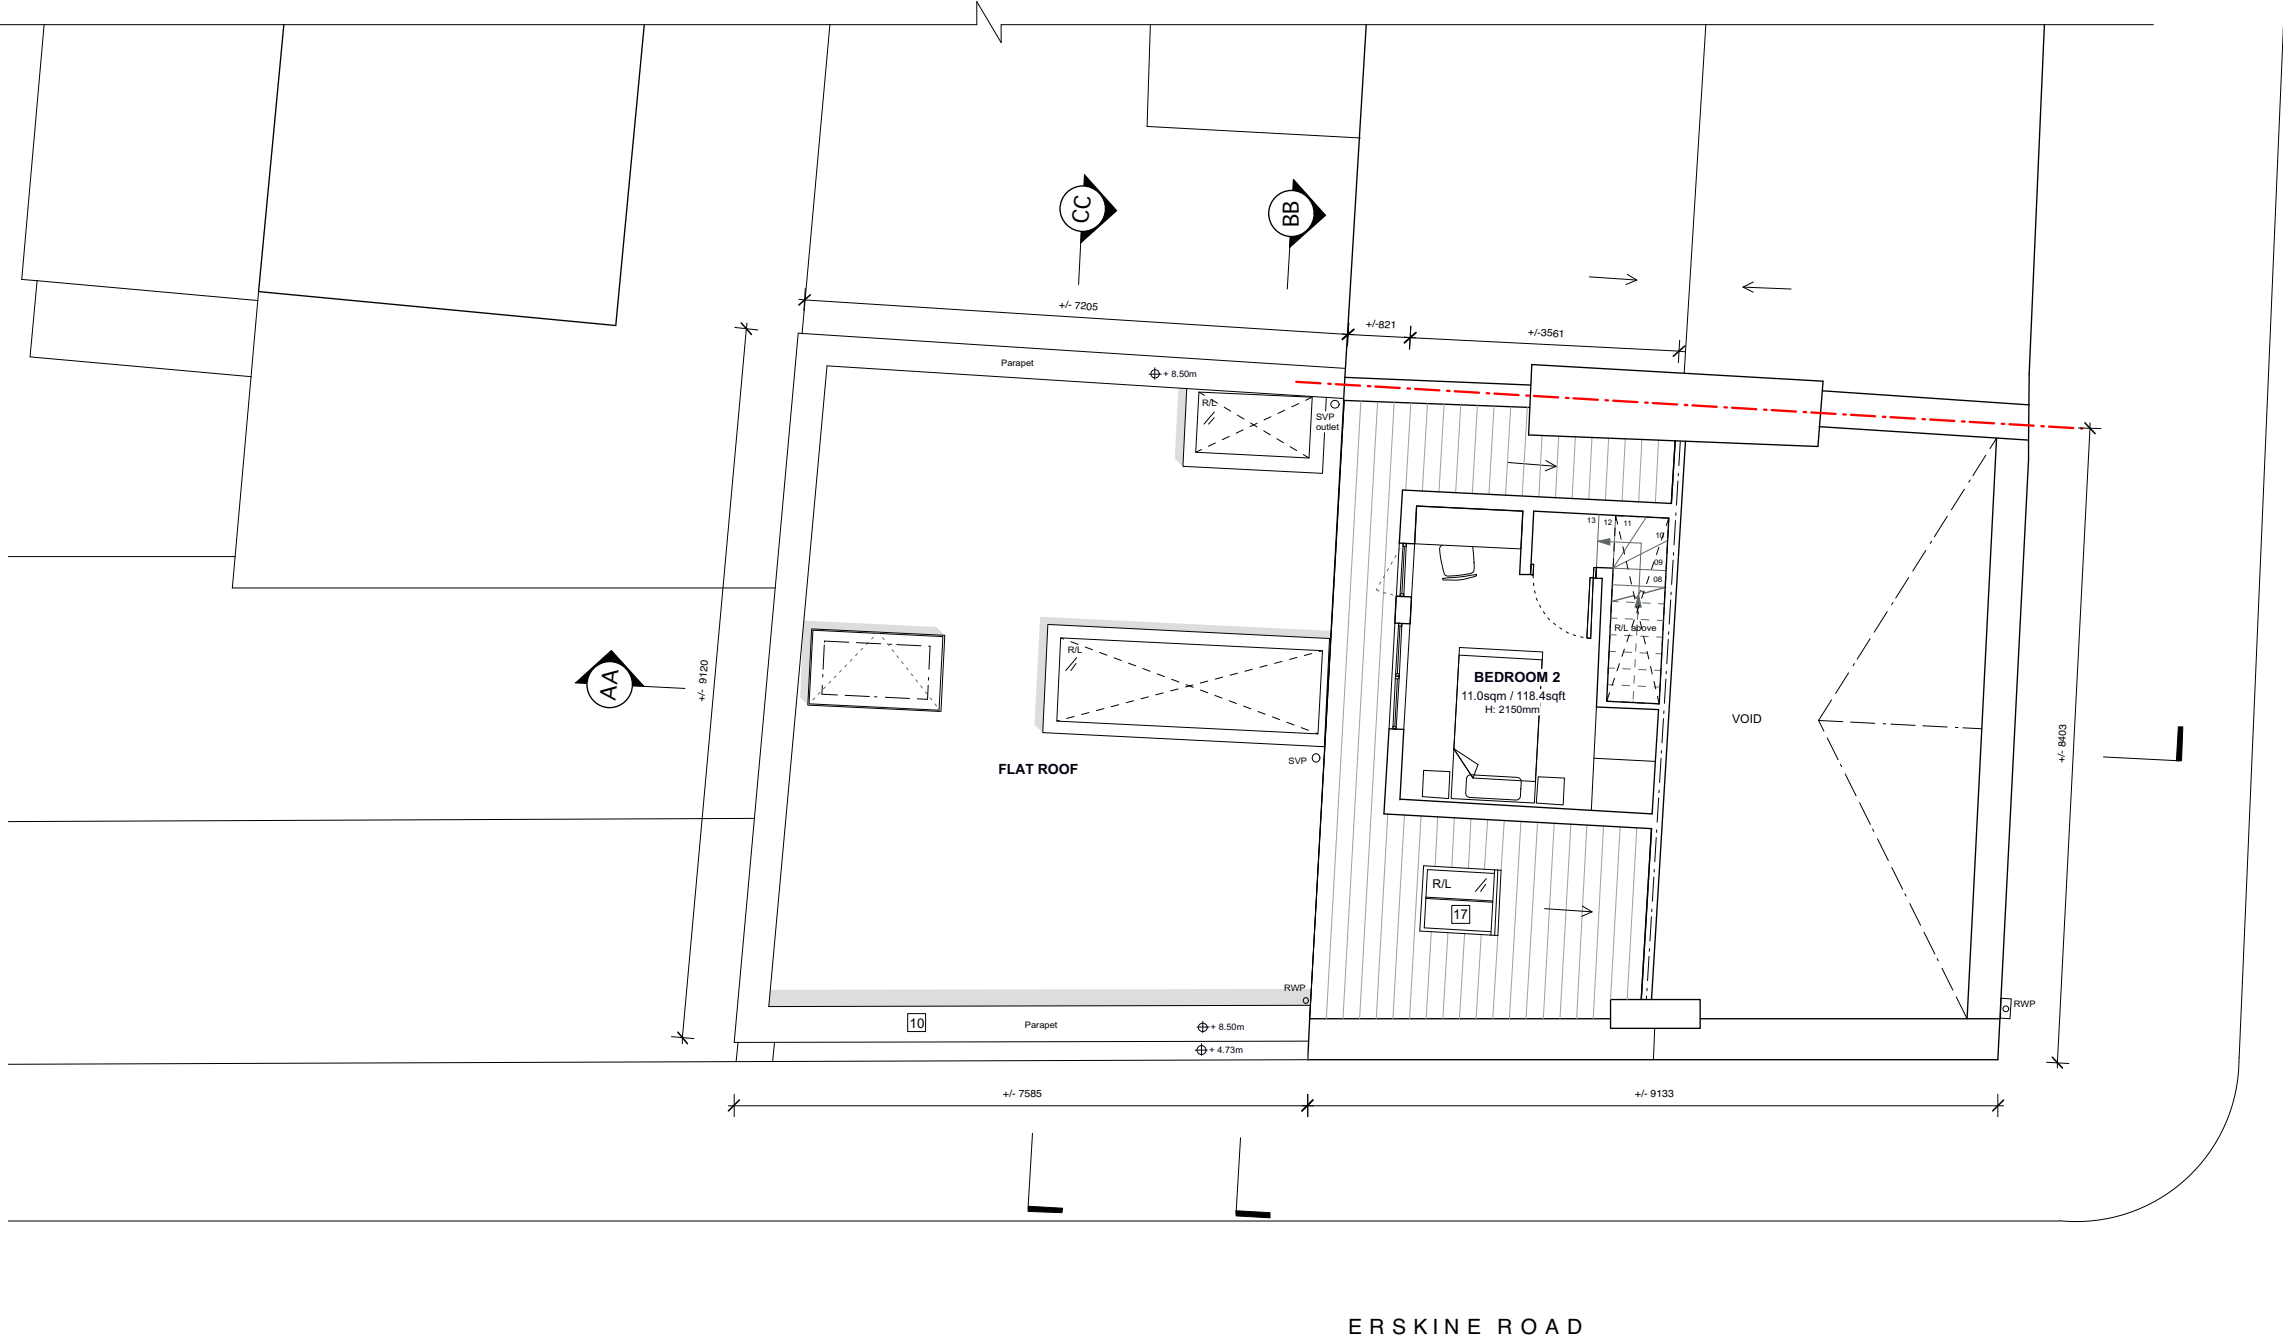 CC
BB
+/- 7205
+/-821
+/-3561
Parapet
+ 8.50m
R/L
SVP
outlet
13
12
11
10
09
08
R/L above
AA
+/- 9120
R/L
BEDROOM 2
11.0sqm / 118.4sqft
H: 2150mm
VOID
+/- 8403
SVP
FLAT ROOF
R/L
17
RWP
RWP
10
Parapet
+ 8.50m
+ 4.73m
+/- 7585
+/- 9133
ERSKINE ROAD